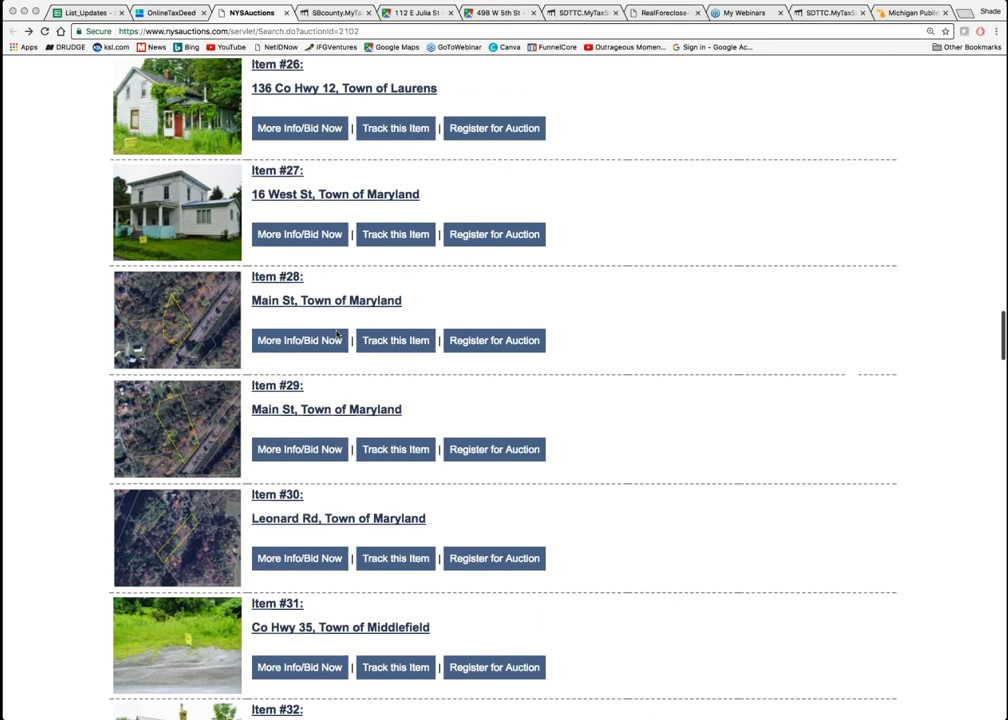 List_Updates -
OnlineTaxDeed
NYSAuctions
SBcounty.MyTa
112 E Julia St -
498 W 5th St -
SDTTC.MyTaxS
RealForeclose-
My Webinars
SDTTC.MyTaxS
Michigan Public
Shade
Secure
https://www.nysauctions.com/servlet/Search.do?auctionId=2102
Apps
DRUDGE
ksl.com
News
Bing
YouTube
NetIDNow
IFGVentures
Google Maps
GoToWebinar
Canva
FunnelCore
Outrageous Momen...
Sign in - Google Ac...
Other Bookmarks
Item #26:
136 Co Hwy 12, Town of Laurens
More Info/Bid Now | Track this Item | Register for Auction
Item #27:
16 West St, Town of Maryland
More Info/Bid Now | Track this Item | Register for Auction
Item #28:
Main St, Town of Maryland
More Info/Bid Now | Track this Item | Register for Auction
Item #29:
Main St, Town of Maryland
More Info/Bid Now | Track this Item | Register for Auction
Item #30:
Leonard Rd, Town of Maryland
More Info/Bid Now | Track this Item | Register for Auction
Item #31:
Co Hwy 35, Town of Middlefield
More Info/Bid Now | Track this Item | Register for Auction
Item #32: